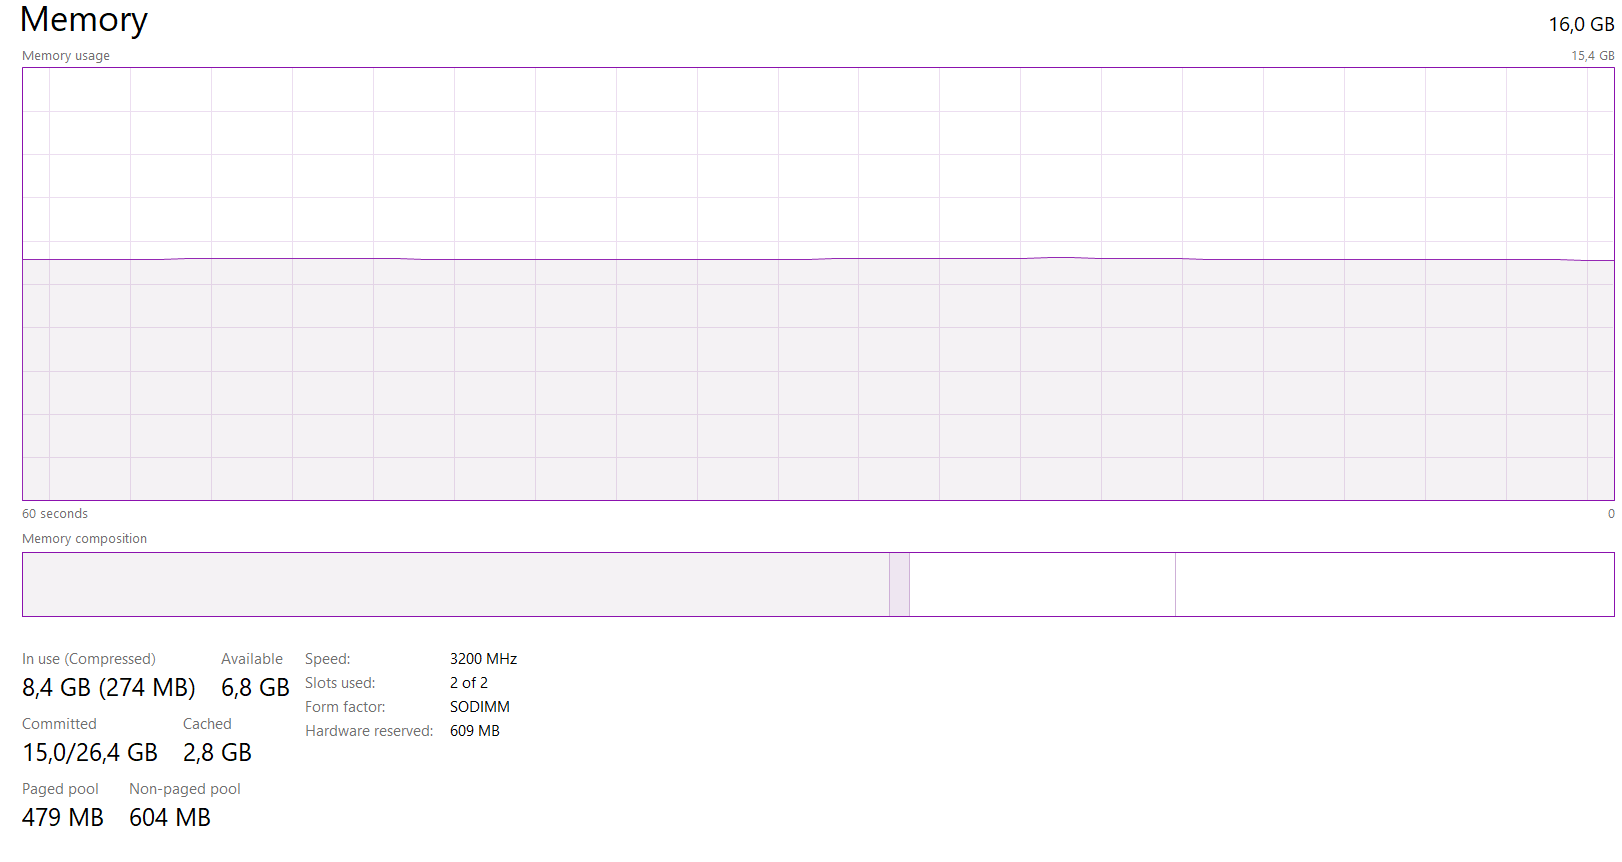 Memory 16,0 GB
Memory usage 15,4 GB
60 seconds 0
Memory composition
In use (Compressed) Available Speed: 3200 MHz
8,4 GB (274 MB) 6,8 GB Slots used: 2 of 2
Form factor: SODIMM
Committed Cached Hardware reserved: 609 MB
15,0/26,4 GB 2,8 GB
Paged pool Non-paged pool
479 MB 604 MB